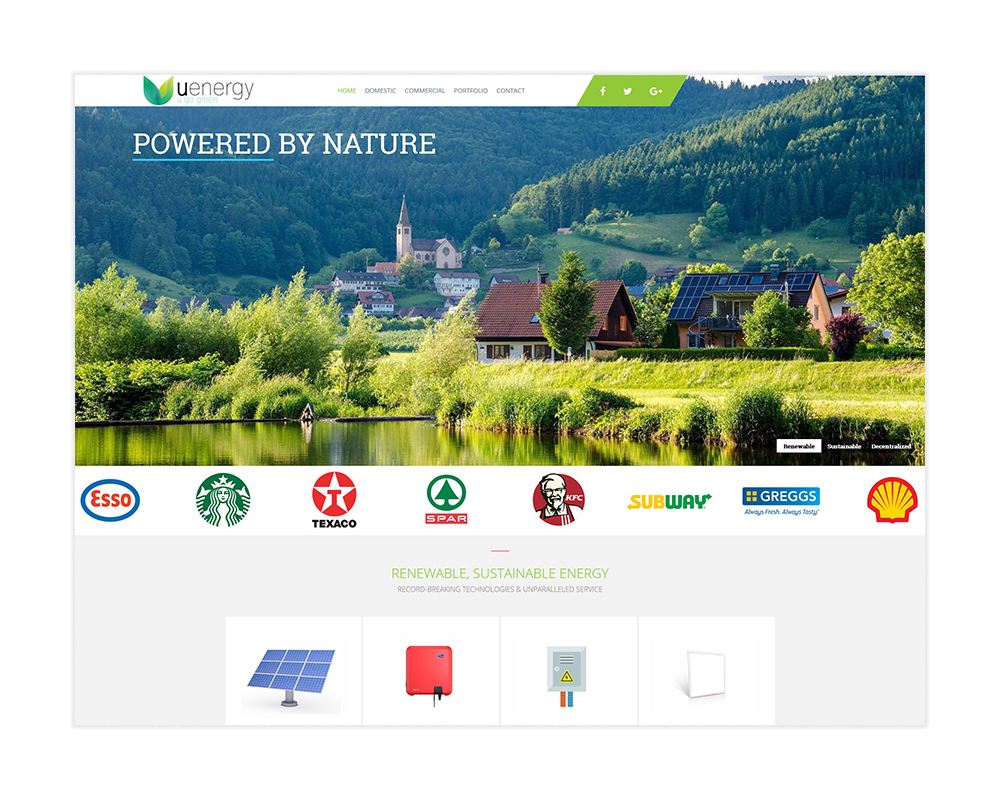 uenergy
u go green
HOME DOMESTIC COMMERCIAL PORTFOLIO CONTACT
f G+
POWERED BY NATURE
Renewable Sustainable Decentralized
Esso
TEXACO
T
SPAR
KFC
SUBWAY
GREGGS
Always Fresh. Always Tasty.
RENEWABLE, SUSTAINABLE ENERGY
RECORD-BREAKING TECHNOLOGIES & UNPARALLELED SERVICE